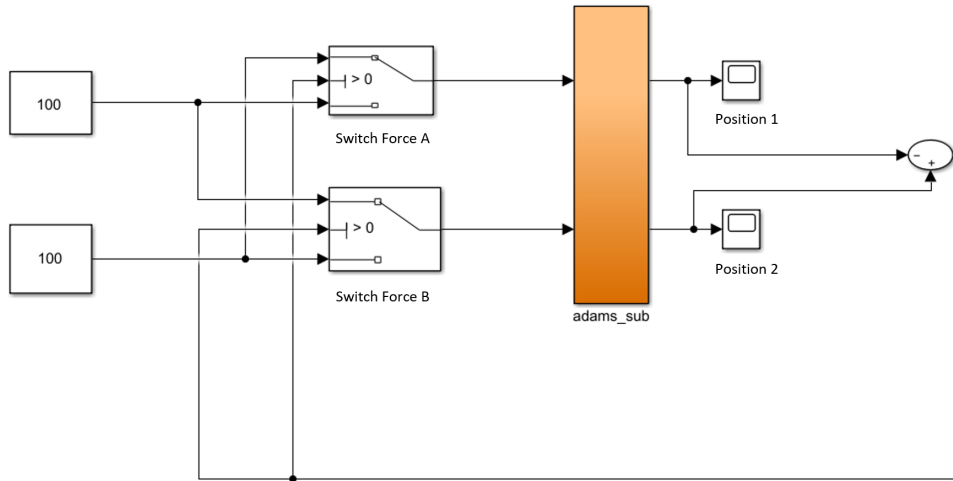 100
> 0
Switch Force A
Position 1
- +
100
> 0
Switch Force B
Position 2
adams_sub